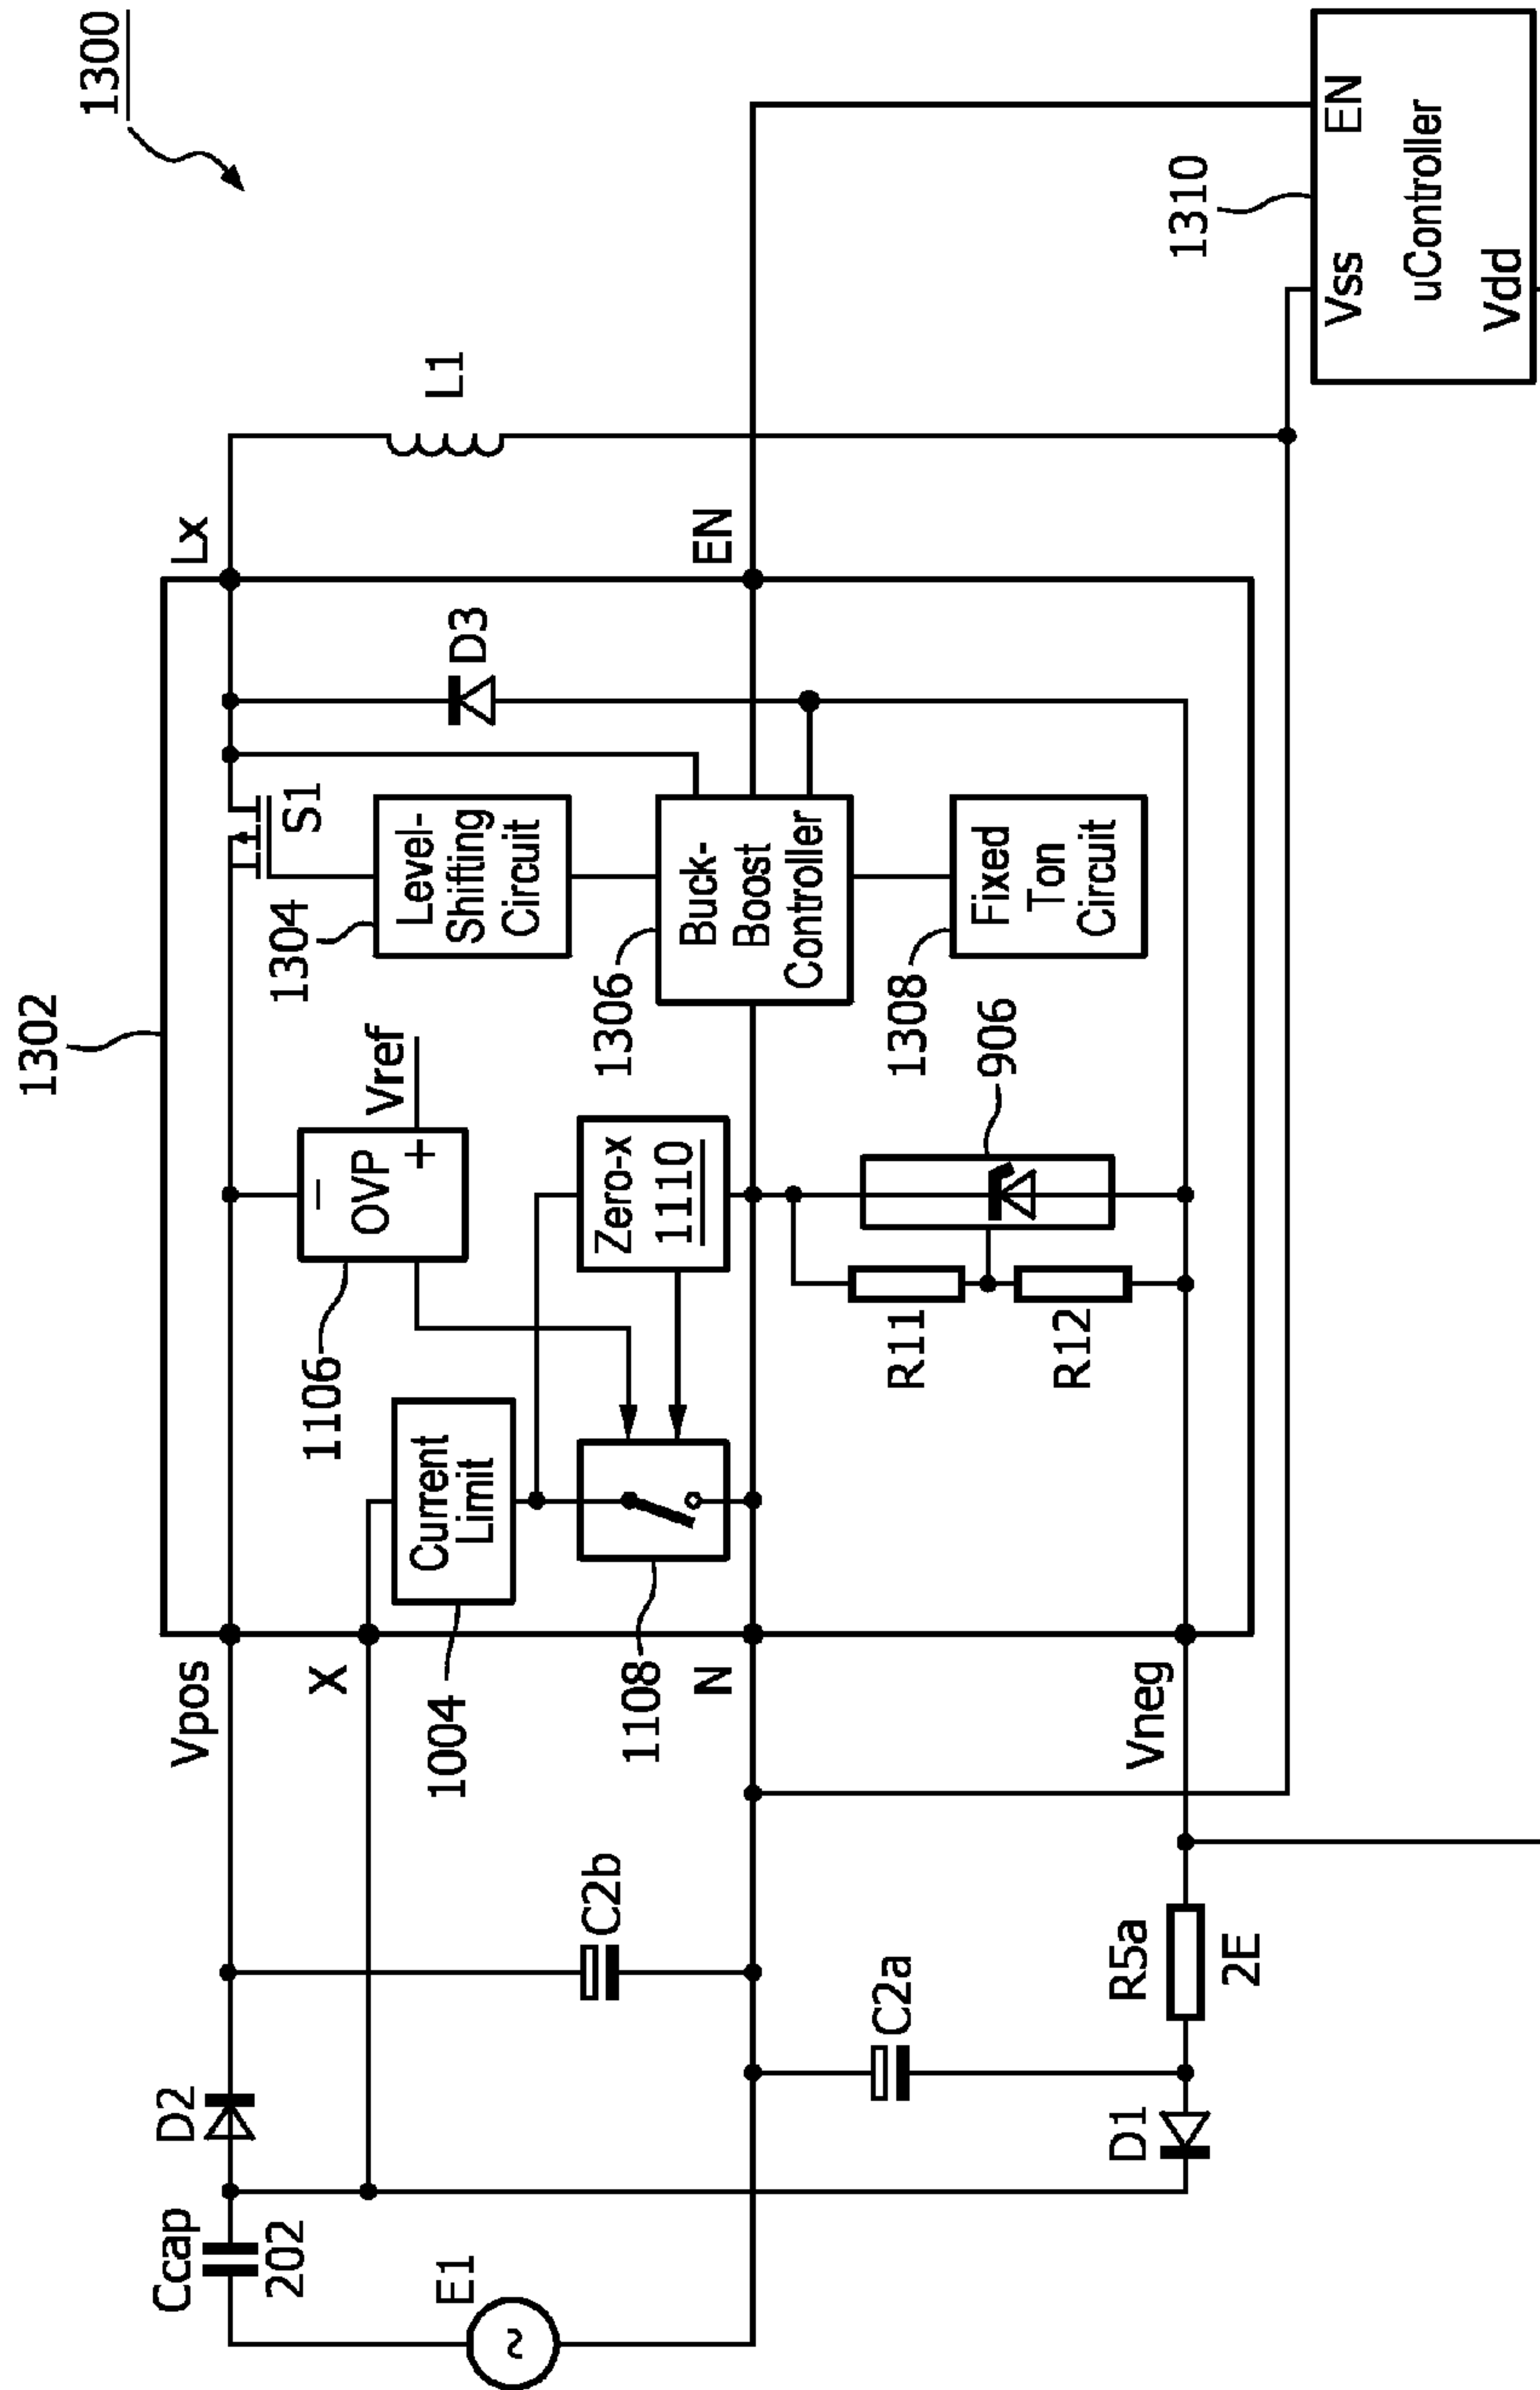 1300
1302
Ccap
202
D2
Vpos
Lx
X
1106
OVP
−
+
Vref
1304
Level-
Shifting
Circuit
S1
D3
L1
E1
C2b
1004
Current
Limit
1108
Zero-x
1110
1306
Buck-
Boost
Controller
N
EN
C2a
R11
R12
906
1308
Fixed
Ton
Circuit
D1
R5a
2E
Vneg
1310
Vss
EN
uController
Vdd